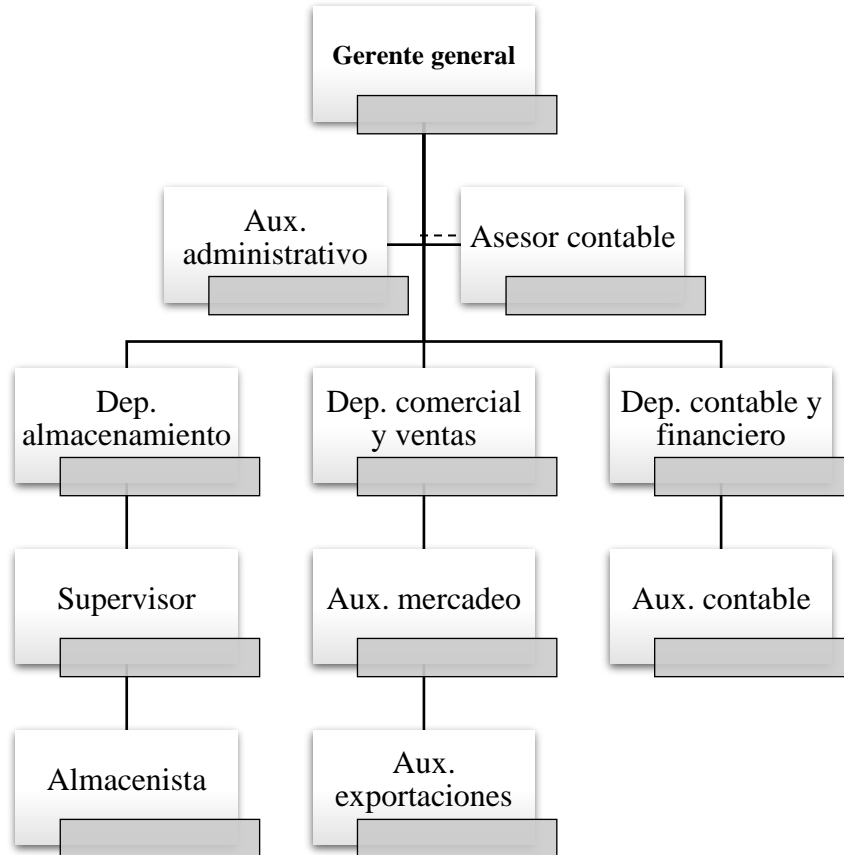 Gerente general
Aux.
administrativo
Asesor contable
Dep.
almacenamiento
Dep. comercial
y ventas
Dep. contable y
financiero
Supervisor
Aux. mercadeo
Aux. contable
Almacenista
Aux.
exportaciones